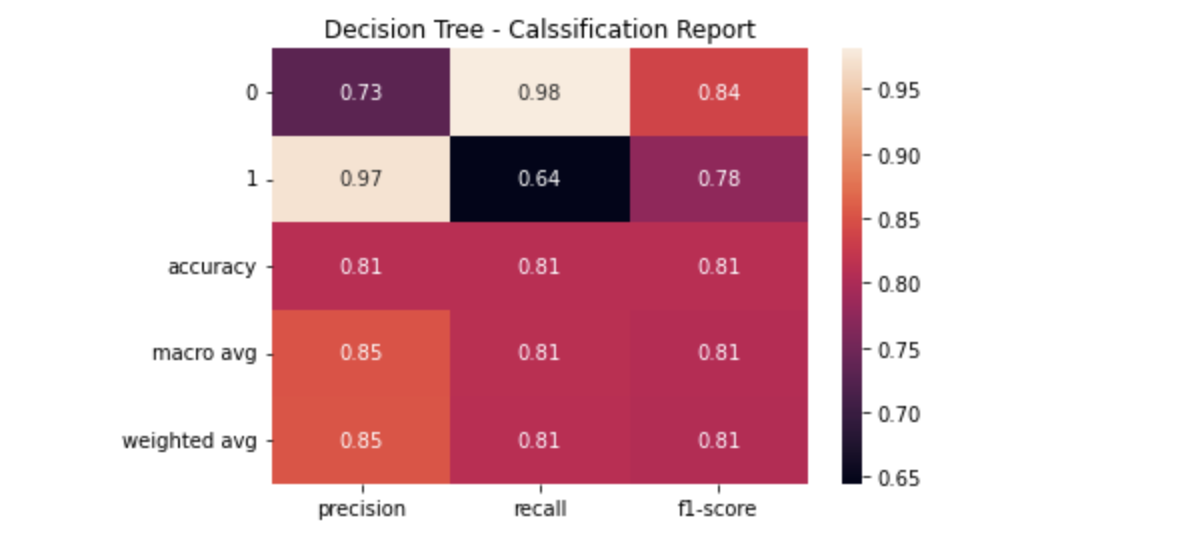 Decision Tree - Calssification Report
0 0.73 0.98 0.84
1 0.97 0.64 0.78
accuracy 0.81 0.81 0.81
macro avg 0.85 0.81 0.81
weighted avg 0.85 0.81 0.81
precision recall f1-score
0.95
0.90
0.85
0.80
0.75
0.70
0.65